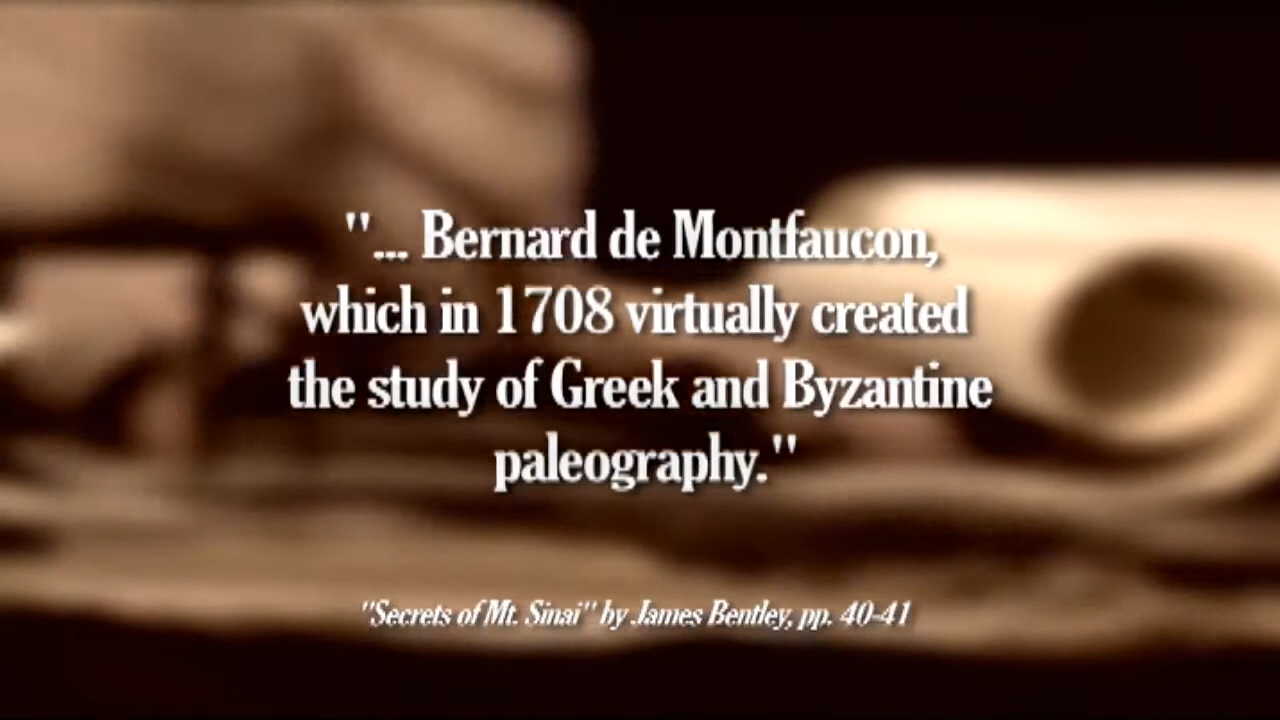 "... Bernard de Montfaucon,
which in 1708 virtually created
the study of Greek and Byzantine
paleography."
"Secrets of Mt. Sinai" by James Bentley, pp. 40-41